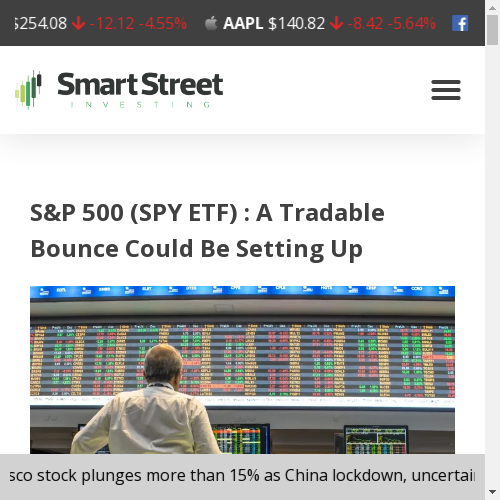 $254.08 -12.12 -4.55% AAPL $140.82 -8.42 -5.64%
Smart Street
INVESTING
S&P 500 (SPY ETF) : A Tradable
Bounce Could Be Setting Up
sco stock plunges more than 15% as China lockdown, uncertain